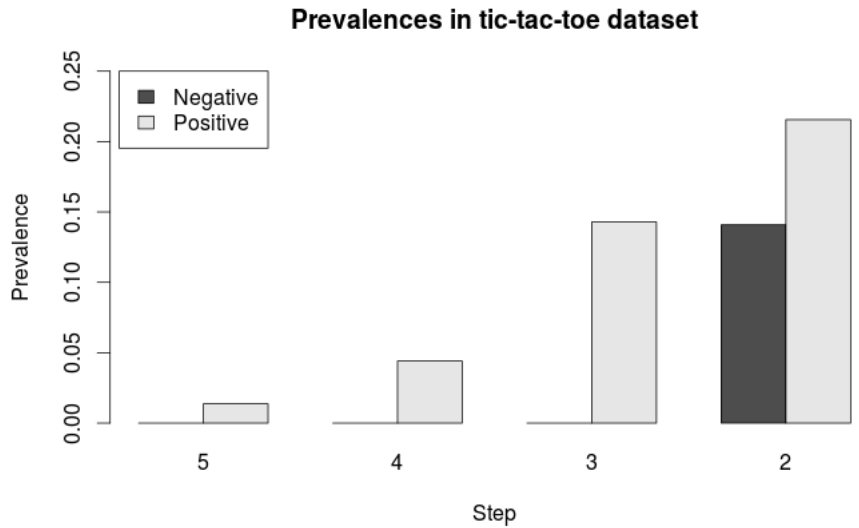 Prevalences in tic-tac-toe dataset
Negative
Positive
Prevalence
0.25
0.20
0.15
0.10
0.05
0.00
5 4 3 2
Step